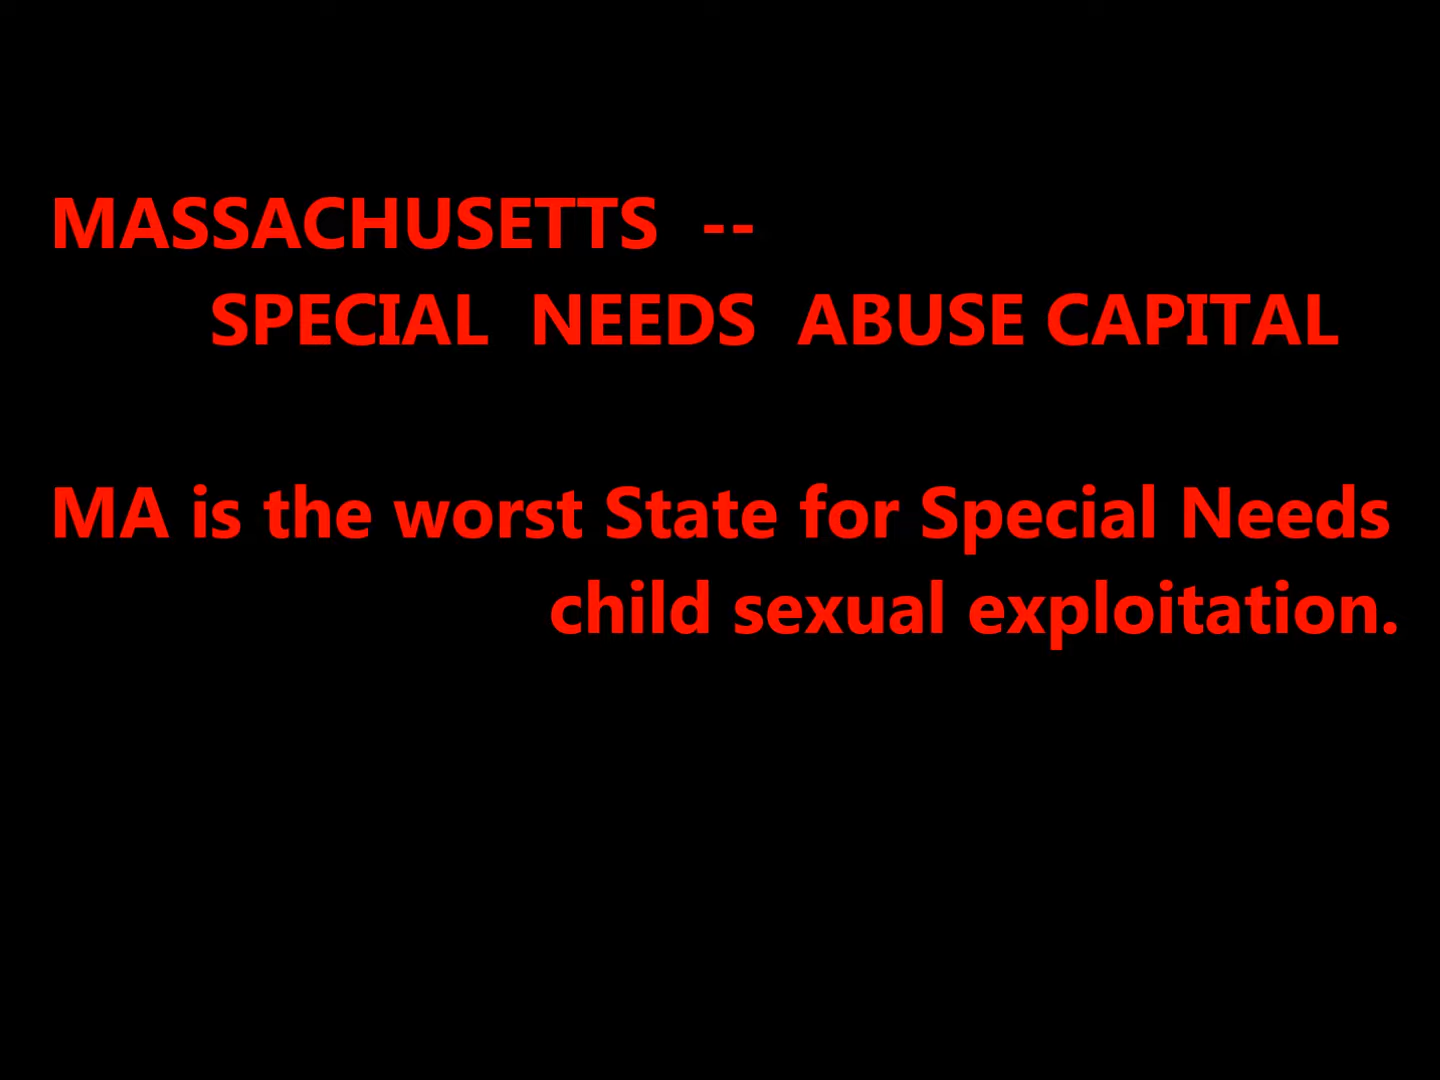 MASSACHUSETTS --
SPECIAL NEEDS ABUSE CAPITAL
MA is the worst State for Special Needs
child sexual exploitation.